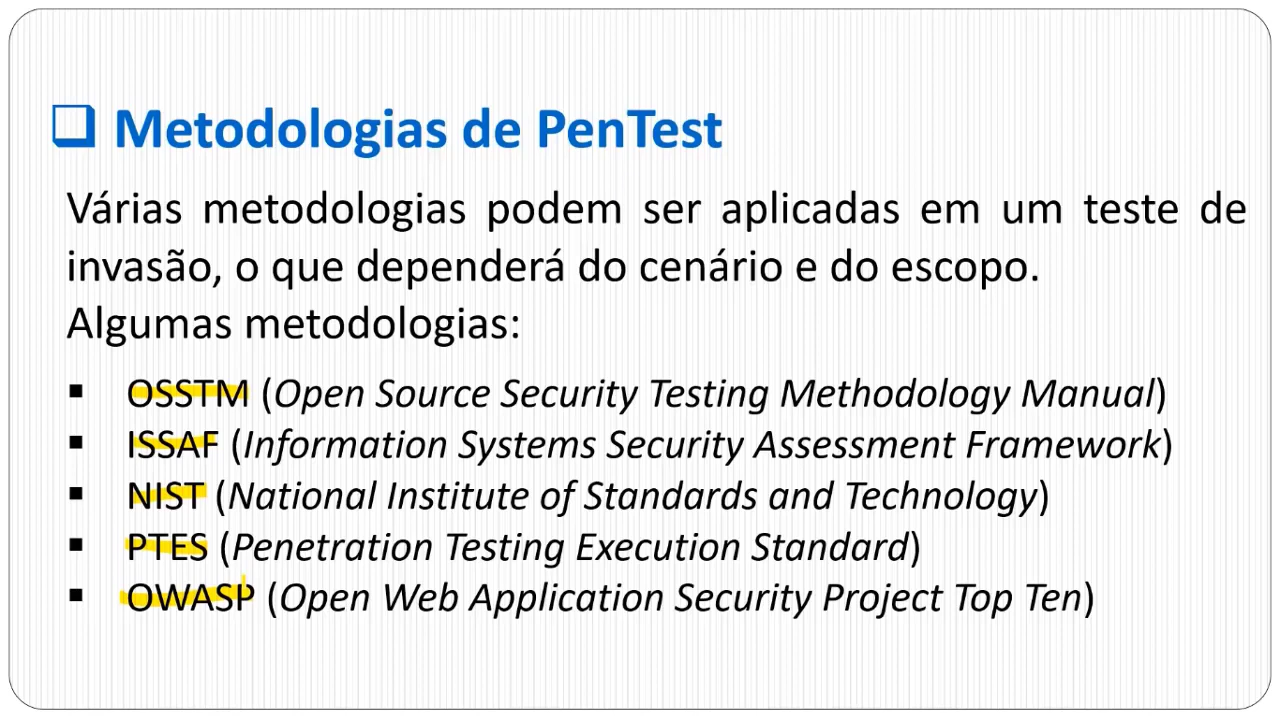 Metodologias de PenTest
Várias metodologias podem ser aplicadas em um teste de
invasão, o que dependerá do cenário e do escopo.
Algumas metodologias:
▪ OSSTM (Open Source Security Testing Methodology Manual)
▪ ISSAF (Information Systems Security Assessment Framework)
▪ NIST (National Institute of Standards and Technology)
▪ PTES (Penetration Testing Execution Standard)
▪ OWASP (Open Web Application Security Project Top Ten)